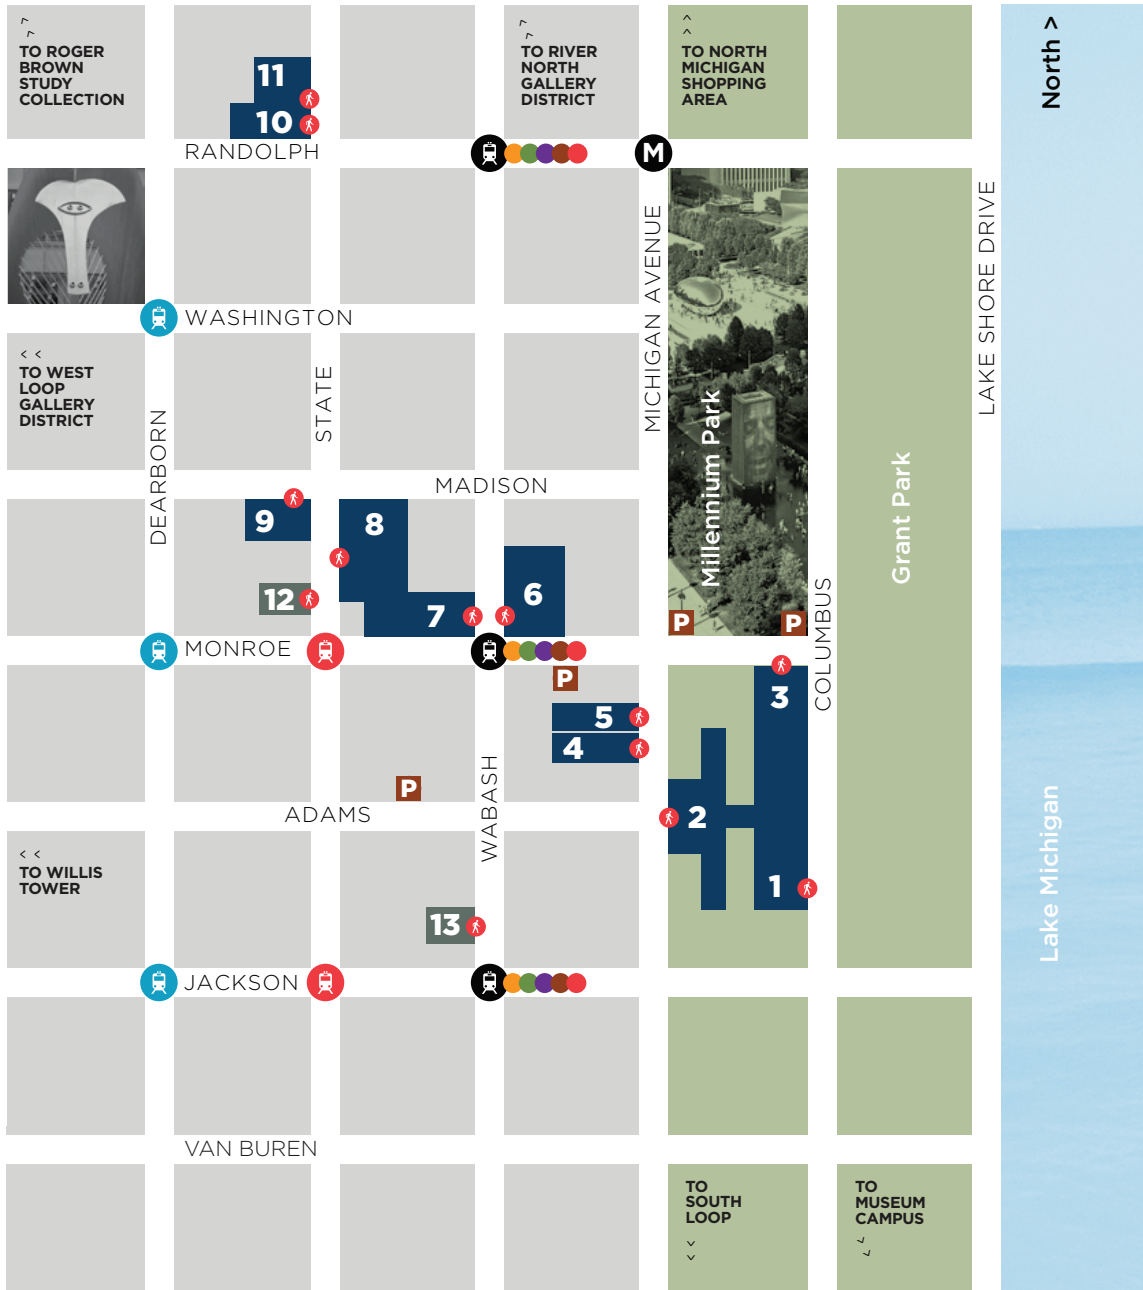 TO ROGER
BROWN
STUDY
COLLECTION
11
10
TO RIVER
NORTH
GALLERY
DISTRICT
TO NORTH
MICHIGAN
SHOPPING
AREA
North >
RANDOLPH
M
MICHIGAN AVENUE
LAKE SHORE DRIVE
WASHINGTON
< <
TO WEST
LOOP
GALLERY
DISTRICT
DEARBORN
STATE
Millennium Park
Grant Park
MADISON
9
8
12
7
6
P
P
COLUMBUS
MONROE
P
3
5
4
P
WABASH
ADAMS
2
Lake Michigan
< <
TO WILLIS
TOWER
1
13
JACKSON
VAN BUREN
TO
SOUTH
LOOP
TO
MUSEUM
CAMPUS